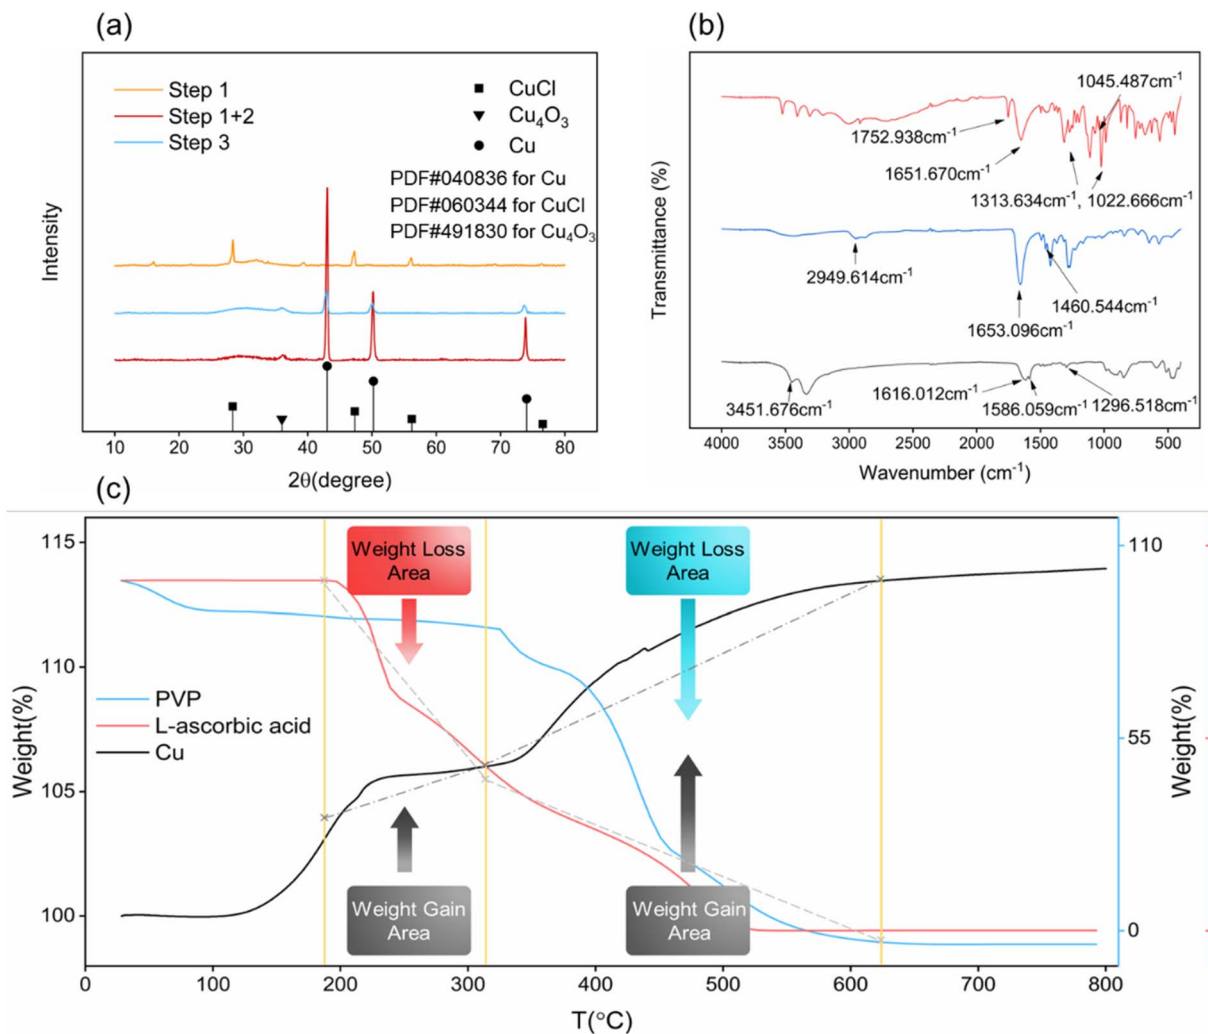 (a)
Step 1
Step 1+2
Step 3
CuCl
Cu₄O₃
Cu
PDF#040836 for Cu
PDF#060344 for CuCl
PDF#491830 for Cu₄O₃
Intensity
10 20 30 40 50 60 70 80
2θ(degree)
(b)
1045.487cm⁻¹
1752.938cm⁻¹
1651.670cm⁻¹
1313.634cm⁻¹, 1022.666cm⁻¹
2949.614cm⁻¹
1460.544cm⁻¹
1653.096cm⁻¹
1616.012cm⁻¹
3451.676cm⁻¹
1586.059cm⁻¹
1296.518cm⁻¹
Transmittance (%)
4000 3500 3000 2500 2000 1500 1000 500
Wavenumber (cm⁻¹)
(c)
115
110
105
100
Weight(%)
PVP
L-ascorbic acid
Cu
Weight Loss
Area
Weight Loss
Area
Weight Gain
Area
Weight Gain
Area
110
55
0
Weight(%)
0 100 200 300 400 500 600 700 800
T(°C)